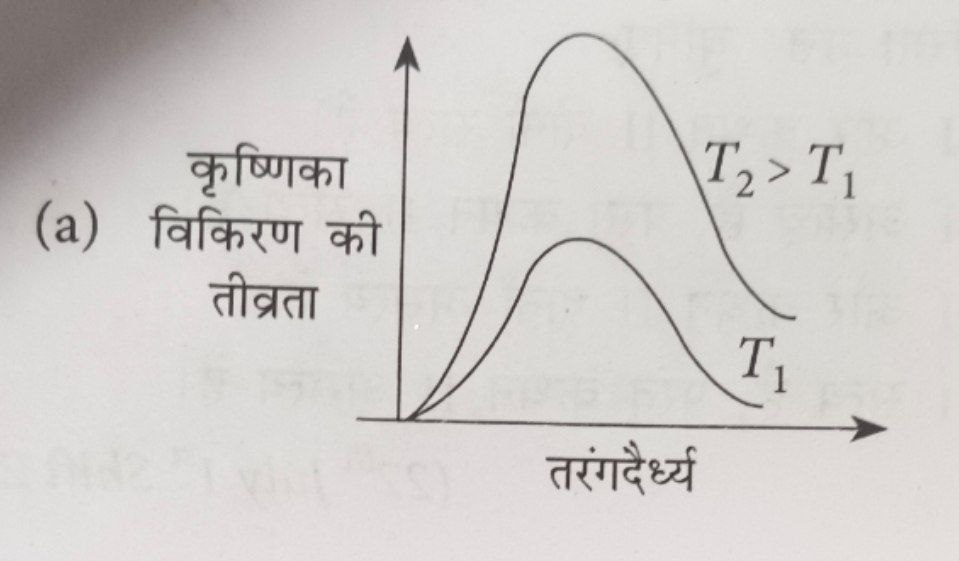 कृष्णिका
(a) विकिरण की
तीव्रता
T₂ > T₁
T₁
तरंगदैर्ध्य